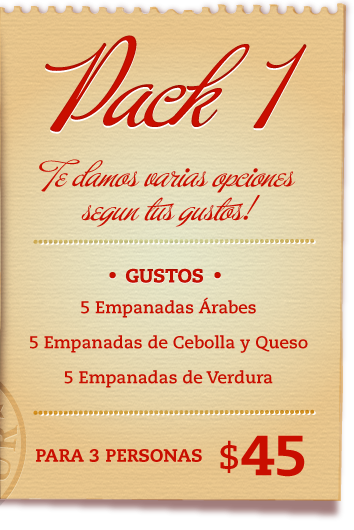 Pack 1
Te damos varias opciones
segun tus gustos!
• GUSTOS •
5 Empanadas Árabes
5 Empanadas de Cebolla y Queso
5 Empanadas de Verdura
PARA 3 PERSONAS $45